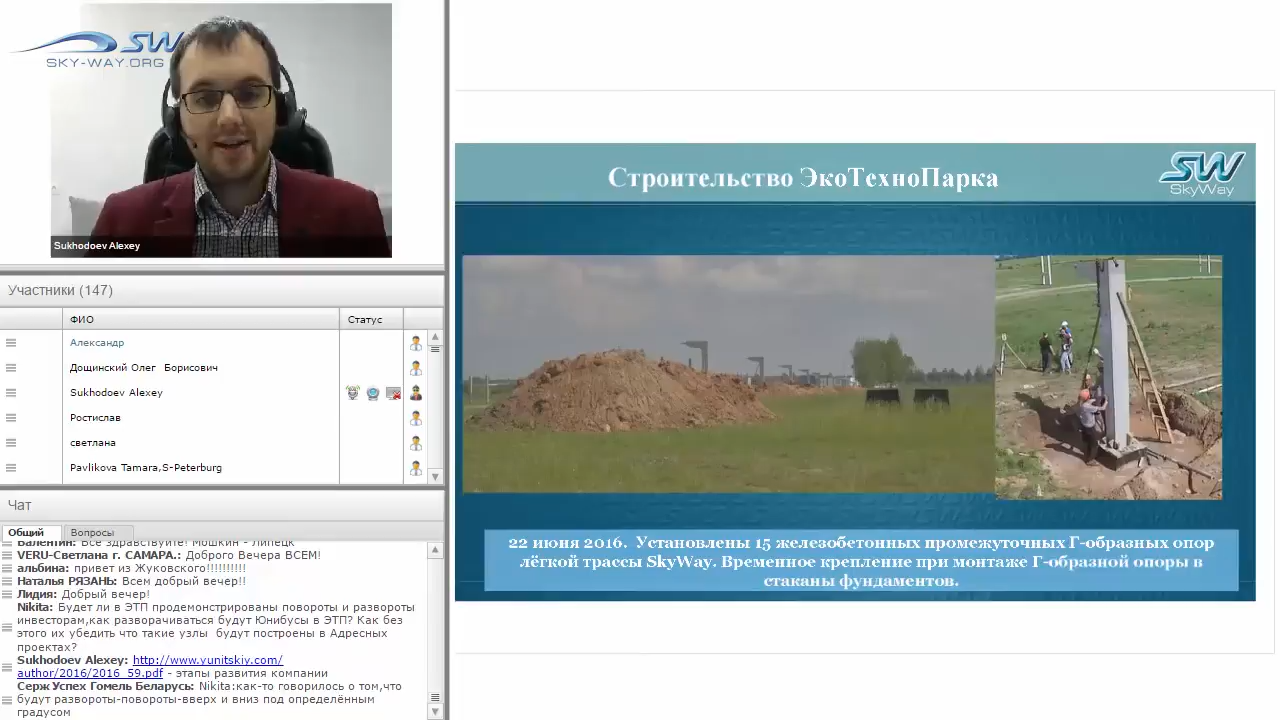 SW
SKY-WAY.ORG
Sukhodoev Alexey
Участники (147)
ФИО
Статус
Александр
Дощинский Олег Борисович
Sukhodoev Alexey
Ростислав
светлана
Pavlikova Tamara,S-Peterburg
Чат
Общий
Вопросы
Валентин: Все здравствуйте! Мошкин - Липецк
VERU-Светлана г. САМАРА.: Доброго Вечера ВСЕМ!
альбина: привет из Жуковского!!!!!!!!!!
Наталья РЯЗАНЬ: Всем добрый вечер!!
Лидия: Добрый вечер!
Nikita: Будет ли в ЭТП продемонстрированы повороты и развороты
инвесторам,как разворачиваться будут Юнибусы в ЭТП? Как без
этого их убедить что такие узлы будут построены в Адресных
проектах?
Sukhodoev Alexey: http://www.yunitskiy.com/
author/2016/2016_59.pdf - этапы развития компании
Серж Успех Гомель Беларусь: Nikita:как-то говорилось о том,что
будут развороты-повороты-вверх и вниз под определённым
градусом
Строительство ЭкоТехноПарка
SW
SkyWay
22 июня 2016. Установлены 15 железобетонных промежуточных Г-образных опор
лёгкой трассы SkyWay. Временное крепление при монтаже Г-образной опоры в
стаканы фундаментов.